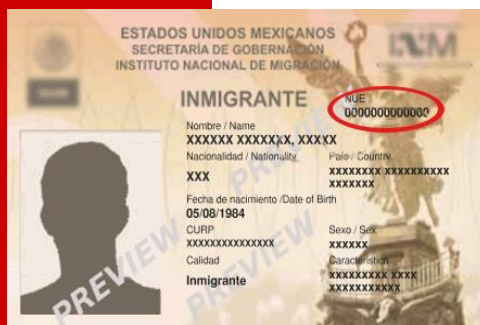 ESTADOS UNIDOS MEXICANOS
SECRETARÍA DE GOBERNACIÓN
INSTITUTO NACIONAL DE MIGRACIÓN
INM
INMIGRANTE
NUE
0000000000000
Nombre / Name
XXXXXX XXXXXXX, XXXXX
Nacionalidad / Nationality País / Country
XXX XXXXXXXX XXXXXXXXXX
XXXXXXX
Fecha de nacimiento /Date of Birth
05/08/1984
CURP Sexo / Sex
XXXXXXXXXXXXXXX XXXXXX
Calidad Characteristion
Inmigrante XXXXXXXXX XXXX
XXXXXXXXXXX
PREVIEW
PREVIEW
PREVIEW